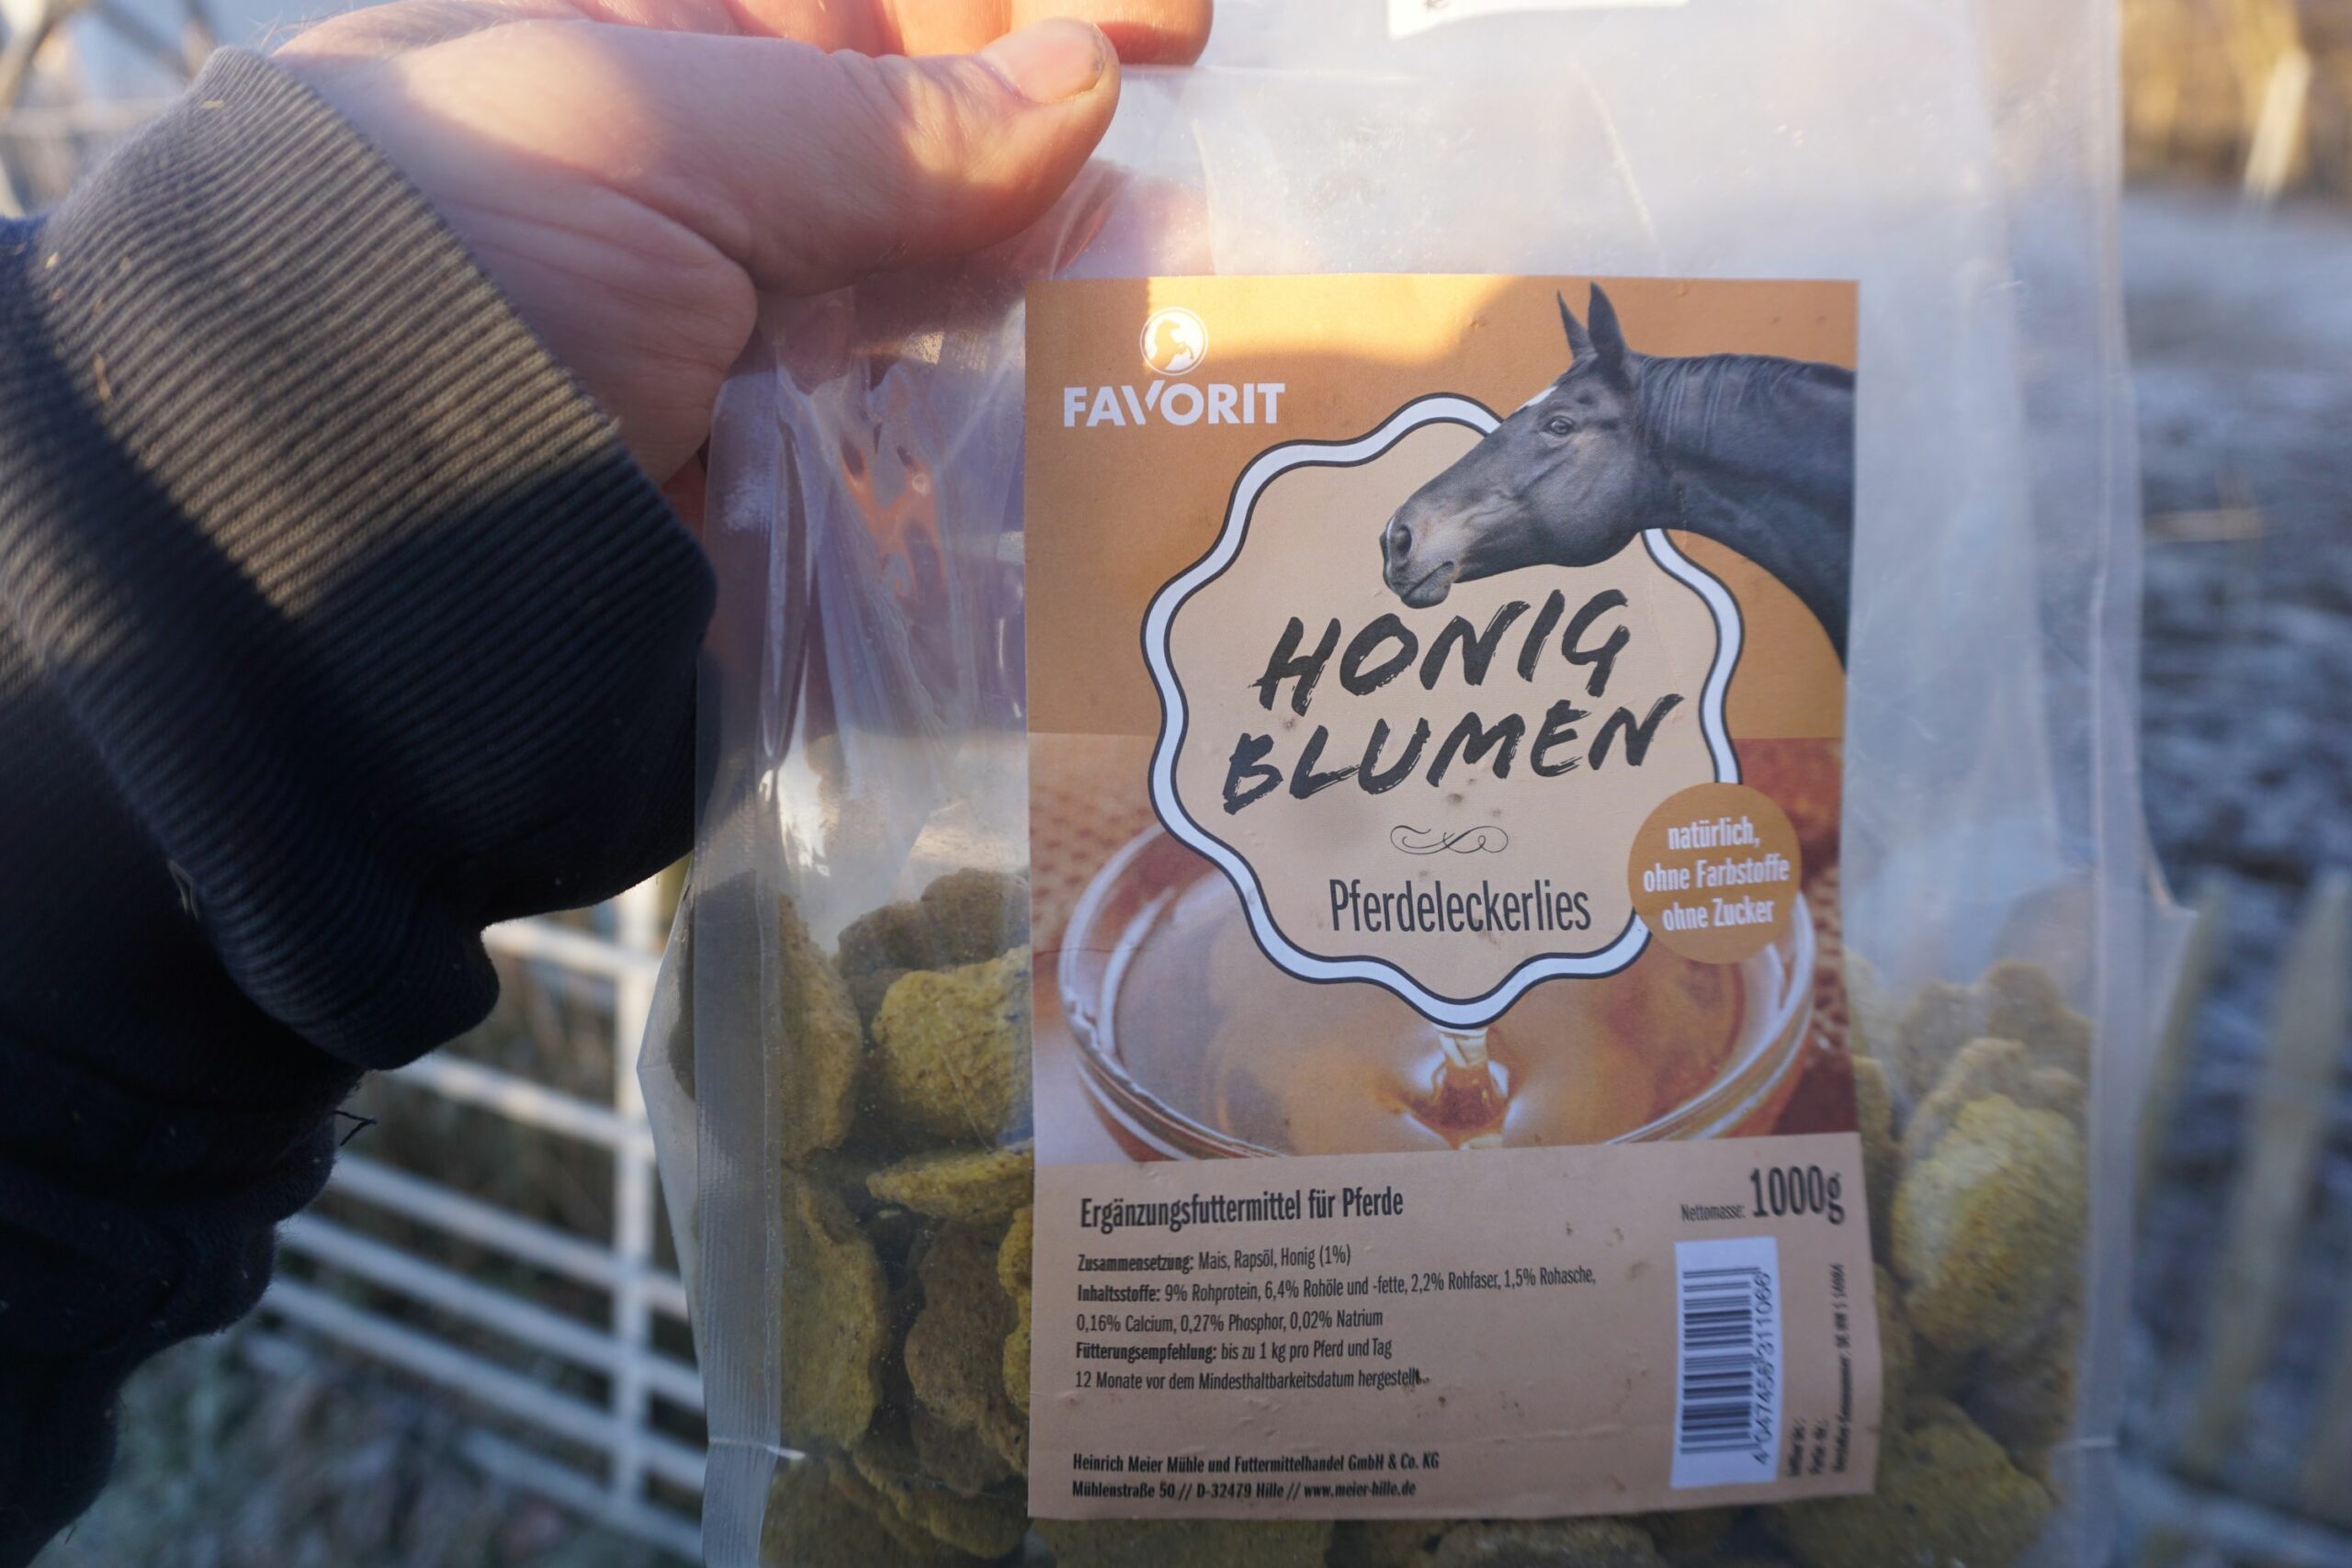 FAVORIT
HONIG
BLUMEN
Pferdeleckerlies
natürlich,
ohne Farbstoffe
ohne Zucker
Ergänzungsfuttermittel für Pferde
Nettomasse: 1000g
Zusammensetzung: Mais, Rapsöl, Honig (1%)
Inhaltsstoffe: 9% Rohprotein, 6,4% Rohöle und -fette, 2,2% Rohfaser, 1,5% Rohasche,
0,16% Calcium, 0,27% Phosphor, 0,02% Natrium
Fütterungsempfehlung: bis zu 1 kg pro Pferd und Tag
12 Monate vor dem Mindesthaltbarkeitsdatum hergestellt.
Heinrich Meier Mühle und Futtermittelhandel GmbH & Co. KG
Mühlenstraße 50 // D-32479 Hille // www.meier-hille.de
4 047456 311066